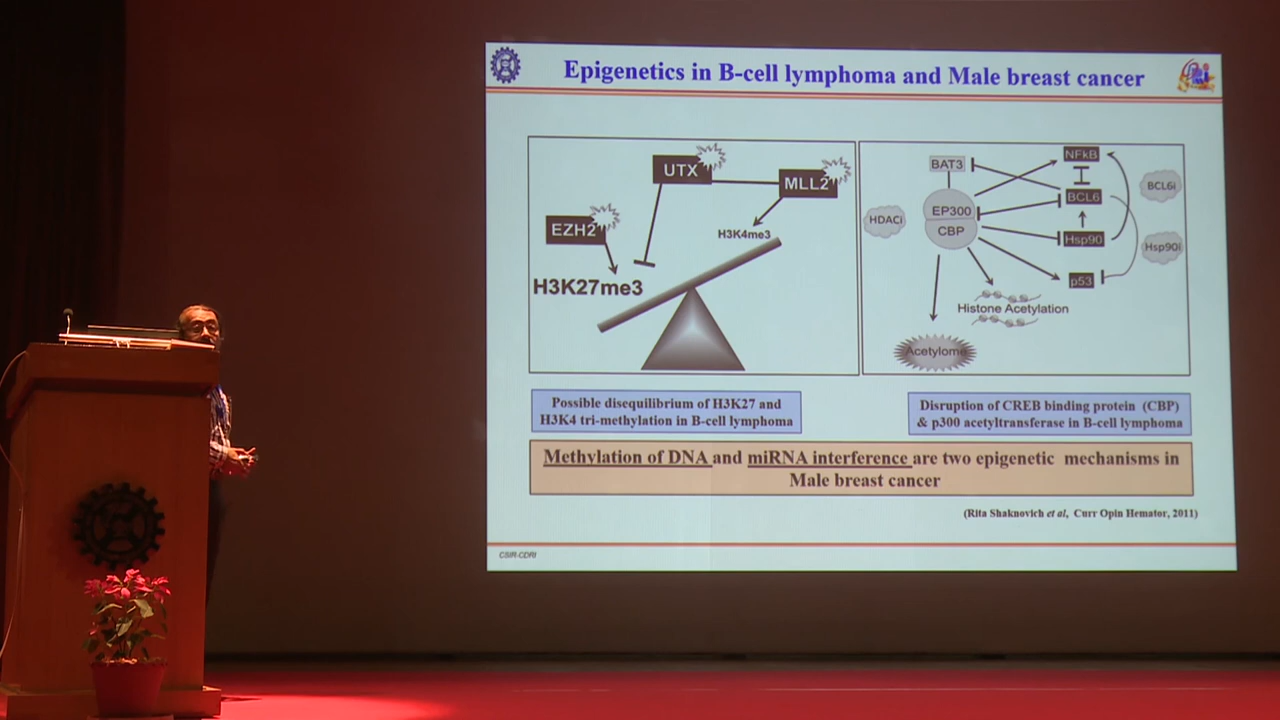 Epigenetics in B-cell lymphoma and Male breast cancer
UTX
MLL2
EZH2
H3K4me3
H3K27me3
BAT3
NFkB
BCL6i
EP300
BCL6
HDACi
CBP
Hsp90
Hsp90i
p53
Histone Acetylation
Acetylome
Possible disequilibrium of H3K27 and
H3K4 tri-methylation in B-cell lymphoma
Disruption of CREB binding protein (CBP)
& p300 acetyltransferase in B-cell lymphoma
Methylation of DNA and miRNA interference are two epigenetic mechanisms in
Male breast cancer
(Rita Shaknovich et al, Curr Opin Hemator, 2011)
CSIR-CDRI